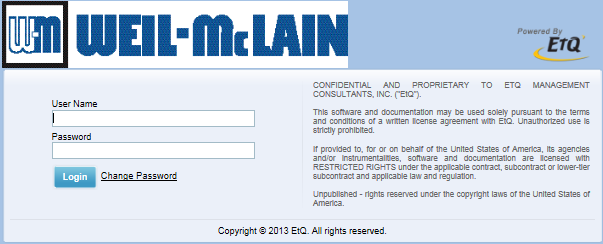 W-M WEIL-McLAIN
Powered By
EtQ
User Name
Password
Login Change Password
CONFIDENTIAL AND PROPRIETARY TO ETQ MANAGEMENT
CONSULTANTS, INC. ("EtQ").
This software and documentation may be used solely pursuant to the terms
and conditions of a written license agreement with EtQ. Unauthorized use is
strictly prohibited.
If provided to, for or on behalf of the United States of America, its agencies
and/or instrumentalities, software and documentation are licensed with
RESTRICTED RIGHTS under the applicable contract, subcontract or lower-tier
subcontract and applicable law and regulation.
Unpublished - rights reserved under the copyright laws of the United States of
America.
Copyright © 2013 EtQ. All rights reserved.